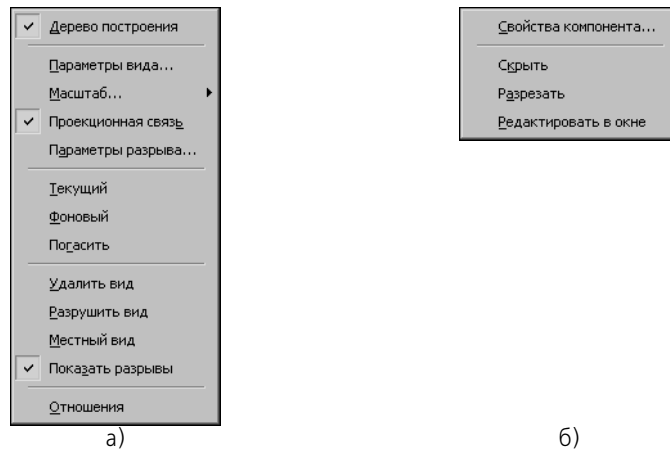 Дерево построения
Параметры вида...
Масштаб...
Проекционная связь
Параметры разрыва...
Текущий
Фоновый
Погасить
Удалить вид
Разрушить вид
Местный вид
Показать разрывы
Отношения
а)
Свойства компонента...
Скрыть
Разрезать
Редактировать в окне
б)